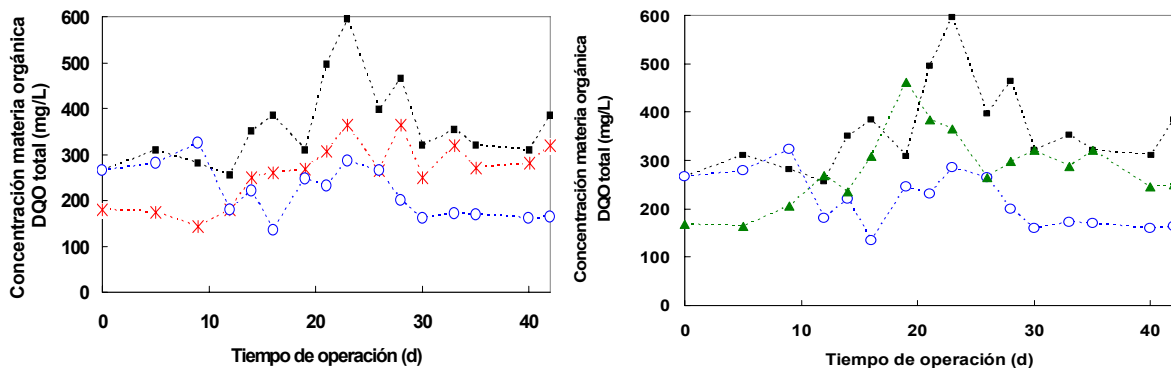 Concentración materia orgánica
DQO total (mg/L)
600
500
400
300
200
100
0
0 10 20 30 40
Tiempo de operación (d)
Concentración materia orgánica
DQO total (mg/L)
600
500
400
300
200
100
0
0 10 20 30 40
Tiempo de operación (d)